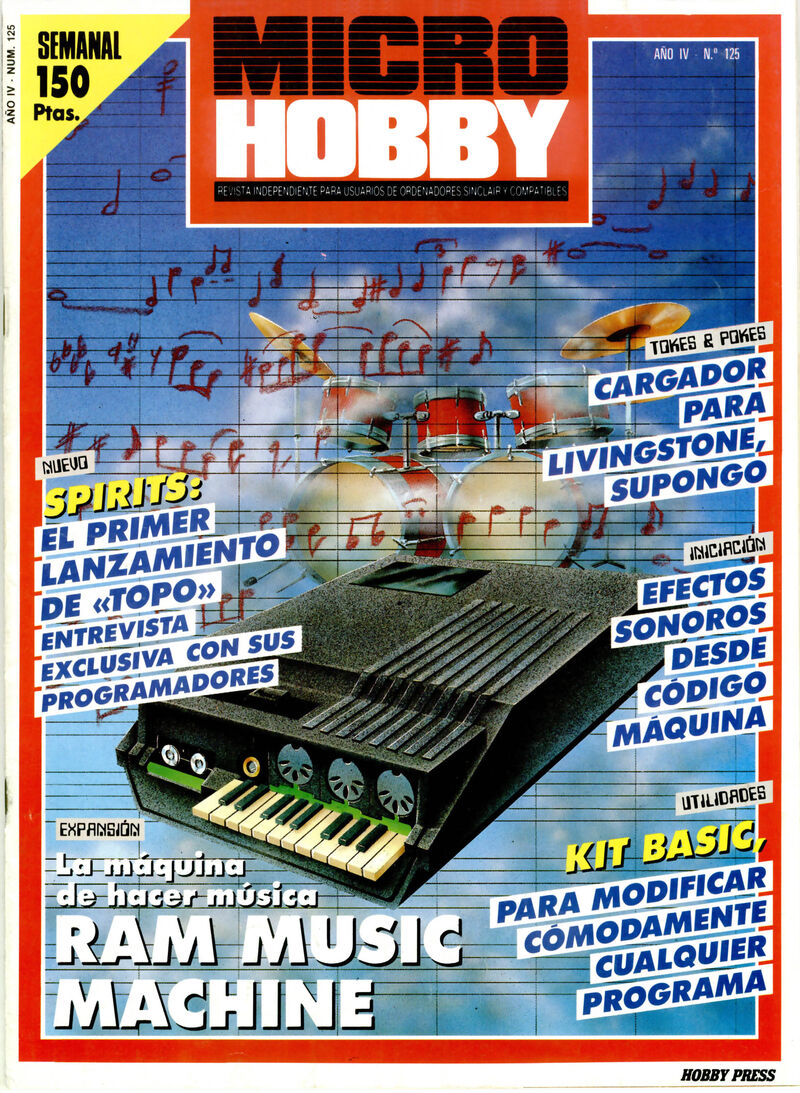 AÑO IV - NUM. 125
SEMANAL
150
Ptas.
MICRO
HOBBY
REVISTA INDEPENDIENTE PARA USUARIOS DE ORDENADORES SINCLAIR Y COMPATIBLES
AÑO IV - N.º 125
TOKES & POKES
CARGADOR
PARA
LIVINGSTONE,
SUPONGO
NUEVO
SPIRITS:
EL PRIMER
LANZAMIENTO
DE «TOPO»
ENTREVISTA
EXCLUSIVA CON SUS
PROGRAMADORES
INICIACIÓN
EFECTOS
SONOROS
DESDE
CÓDIGO
MÁQUINA
EXPANSIÓN
La máquina
de hacer música
RAM MUSIC
MACHINE
UTILIDADES
KIT BASIC,
PARA MODIFICAR
CÓMODAMENTE
CUALQUIER
PROGRAMA
HOBBY PRESS